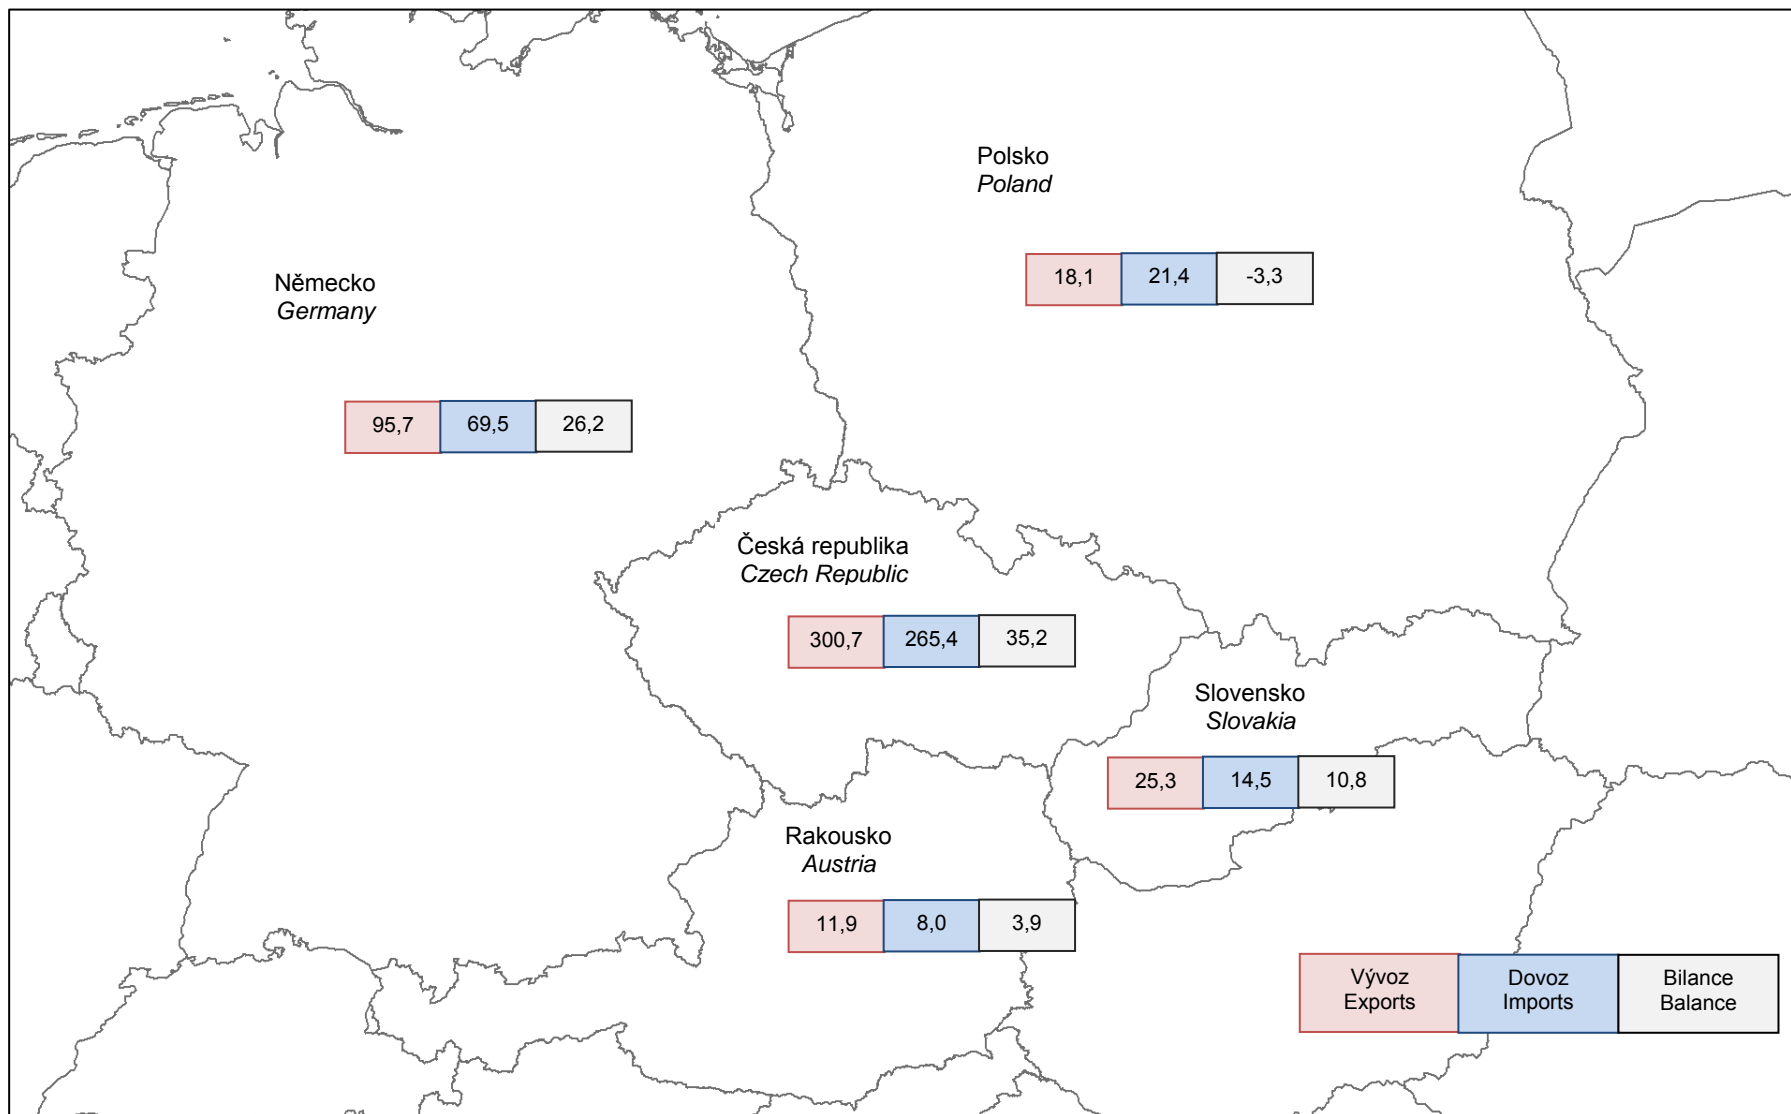 Polsko
Poland
18,1 21,4 -3,3
Německo
Germany
95,7 69,5 26,2
Česká republika
Czech Republic
300,7 265,4 35,2
Slovensko
Slovakia
25,3 14,5 10,8
Rakousko
Austria
11,9 8,0 3,9
Vývoz Dovoz Bilance
Exports Imports Balance